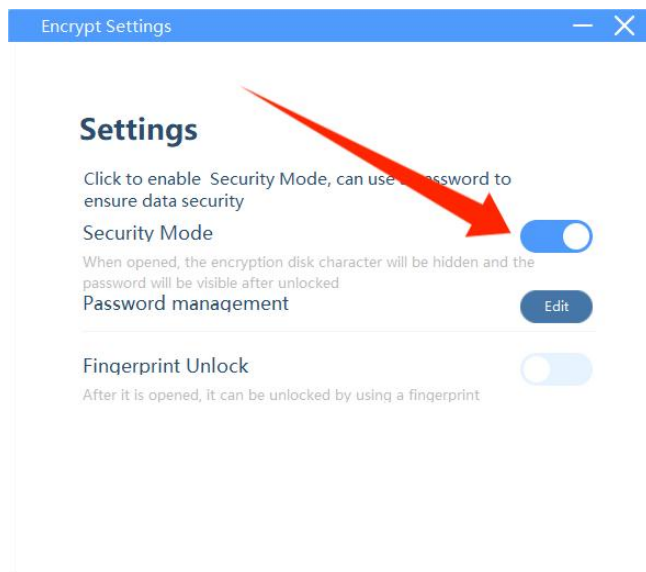 Encrypt Settings
Settings
Click to enable Security Mode, can use password to
ensure data security
Security Mode
When opened, the encryption disk character will be hidden and the
password will be visible after unlocked
Password management
Edit
Fingerprint Unlock
After it is opened, it can be unlocked by using a fingerprint